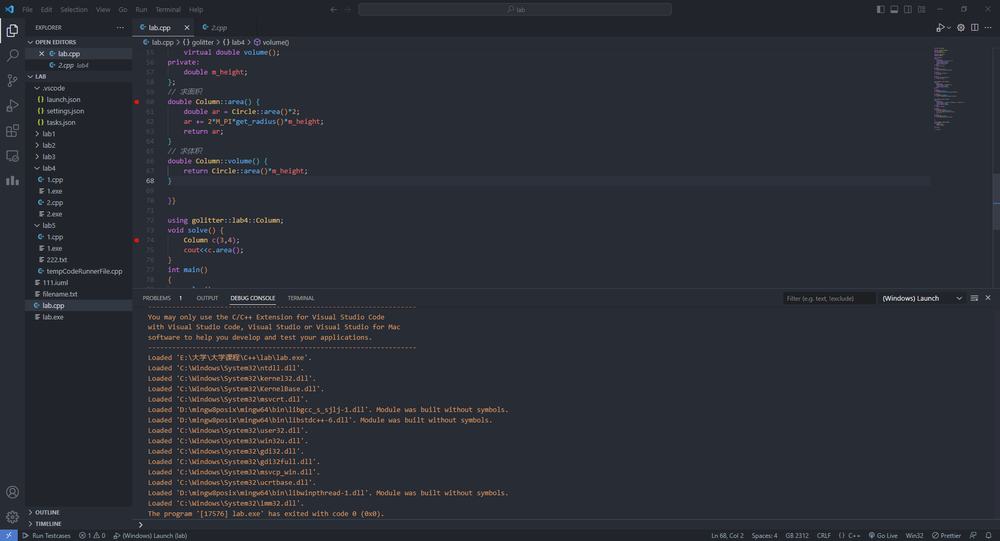 File Edit Selection View Go Run Terminal Help
lab
EXPLORER
OPEN EDITORS
lab.cpp
2.cpp lab4
LAB
.vscode
{} launch.json
{} settings.json
{} tasks.json
lab1
lab2
lab3
lab4
1.cpp
1.exe
2.cpp
2.exe
lab5
1.cpp
1.exe
222.txt
tempCodeRunnerFile.cpp
111.iuml
filename.txt
lab.cpp
lab.exe
OUTLINE
TIMELINE
lab.cpp 2.cpp
lab.cpp > {} golitter > {} lab4 > volume()
55 virtual double volume();
56 private:
57 double m_height;
58 };
59 // 求面积
60 double Column::area() {
61 double ar = Circle::area()*2;
62 ar += 2*M_PI*get_radius()*m_height;
63 return ar;
64 }
65 // 求体积
66 double Column::volume() {
67 return Circle::area()*m_height;
68 }
69
70 }}
71
72 using golitter::lab4::Column;
73 void solve() {
74 Column c(3,4);
75 cout<<c.area();
76 }
77 int main()
78 {
PROBLEMS 1 OUTPUT DEBUG CONSOLE TERMINAL
Filter (e.g. text, !exclude) (Windows) Launch
-------------------------------------------------------------------
You may only use the C/C++ Extension for Visual Studio Code
with Visual Studio Code, Visual Studio or Visual Studio for Mac
software to help you develop and test your applications.
-------------------------------------------------------------------
Loaded 'E:\大学\大学课程\C++\lab\lab.exe'.
Loaded 'C:\Windows\System32\ntdll.dll'.
Loaded 'C:\Windows\System32\kernel32.dll'.
Loaded 'C:\Windows\System32\KernelBase.dll'.
Loaded 'C:\Windows\System32\msvcrt.dll'.
Loaded 'D:\mingw8posix\mingw64\bin\libgcc_s_sjlj-1.dll'. Module was built without symbols.
Loaded 'D:\mingw8posix\mingw64\bin\libstdc++-6.dll'. Module was built without symbols.
Loaded 'C:\Windows\System32\user32.dll'.
Loaded 'C:\Windows\System32\win32u.dll'.
Loaded 'C:\Windows\System32\gdi32.dll'.
Loaded 'C:\Windows\System32\gdi32full.dll'.
Loaded 'C:\Windows\System32\msvcp_win.dll'.
Loaded 'C:\Windows\System32\ucrtbase.dll'.
Loaded 'D:\mingw8posix\mingw64\bin\libwinpthread-1.dll'. Module was built without symbols.
Loaded 'C:\Windows\System32\imm32.dll'.
The program '[17576] lab.exe' has exited with code 0 (0x0).
>
Run Testcases 1 0 (Windows) Launch (lab) Ln 68, Col 2 Spaces: 4 GB 2312 CRLF {} C++ Go Live Win32 Prettier